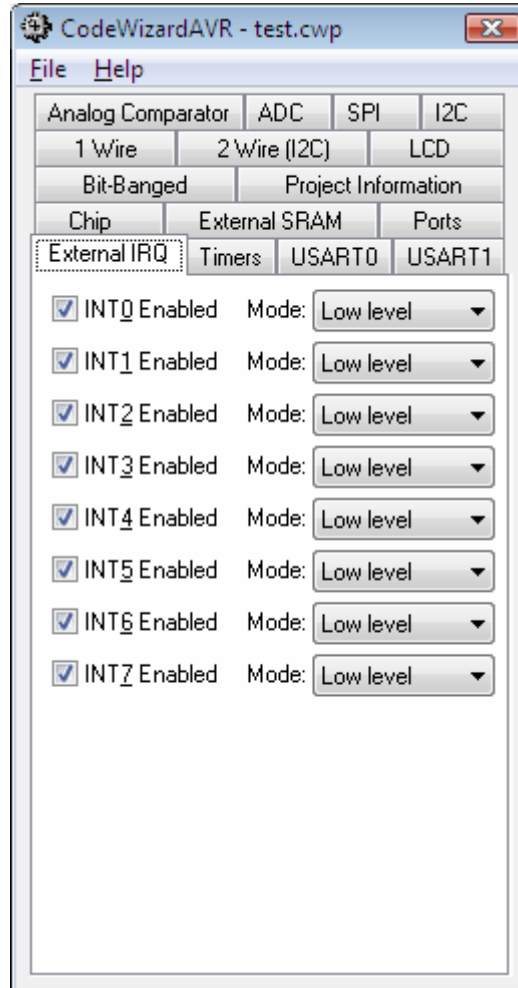 CodeWizardAVR - test.cwp
File Help
Analog Comparator ADC SPI I2C
1 Wire 2 Wire (I2C) LCD
Bit-Banged Project Information
Chip External SRAM Ports
External IRQ Timers USART0 USART1
INT0 Enabled Mode: Low level
INT1 Enabled Mode: Low level
INT2 Enabled Mode: Low level
INT3 Enabled Mode: Low level
INT4 Enabled Mode: Low level
INT5 Enabled Mode: Low level
INT6 Enabled Mode: Low level
INT7 Enabled Mode: Low level